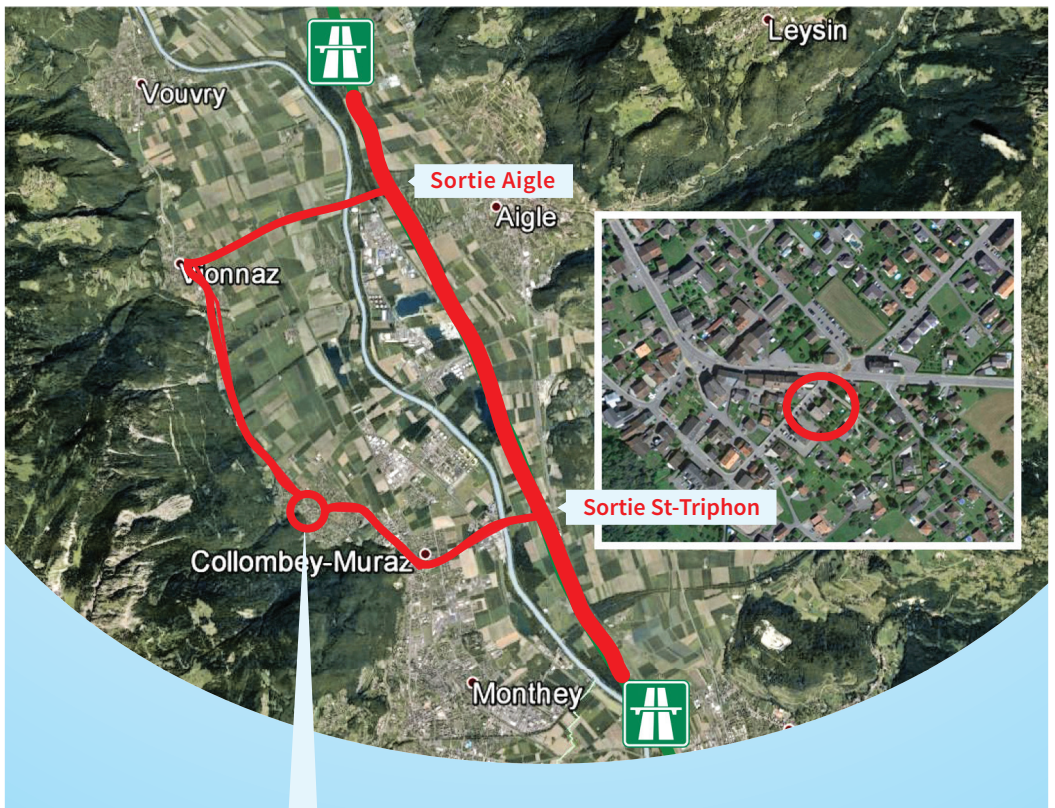 Leysin
Vouvry
Sortie Aigle
Aigle
Vionnaz
Sortie St-Triphon
Collombey-Muraz
Monthey